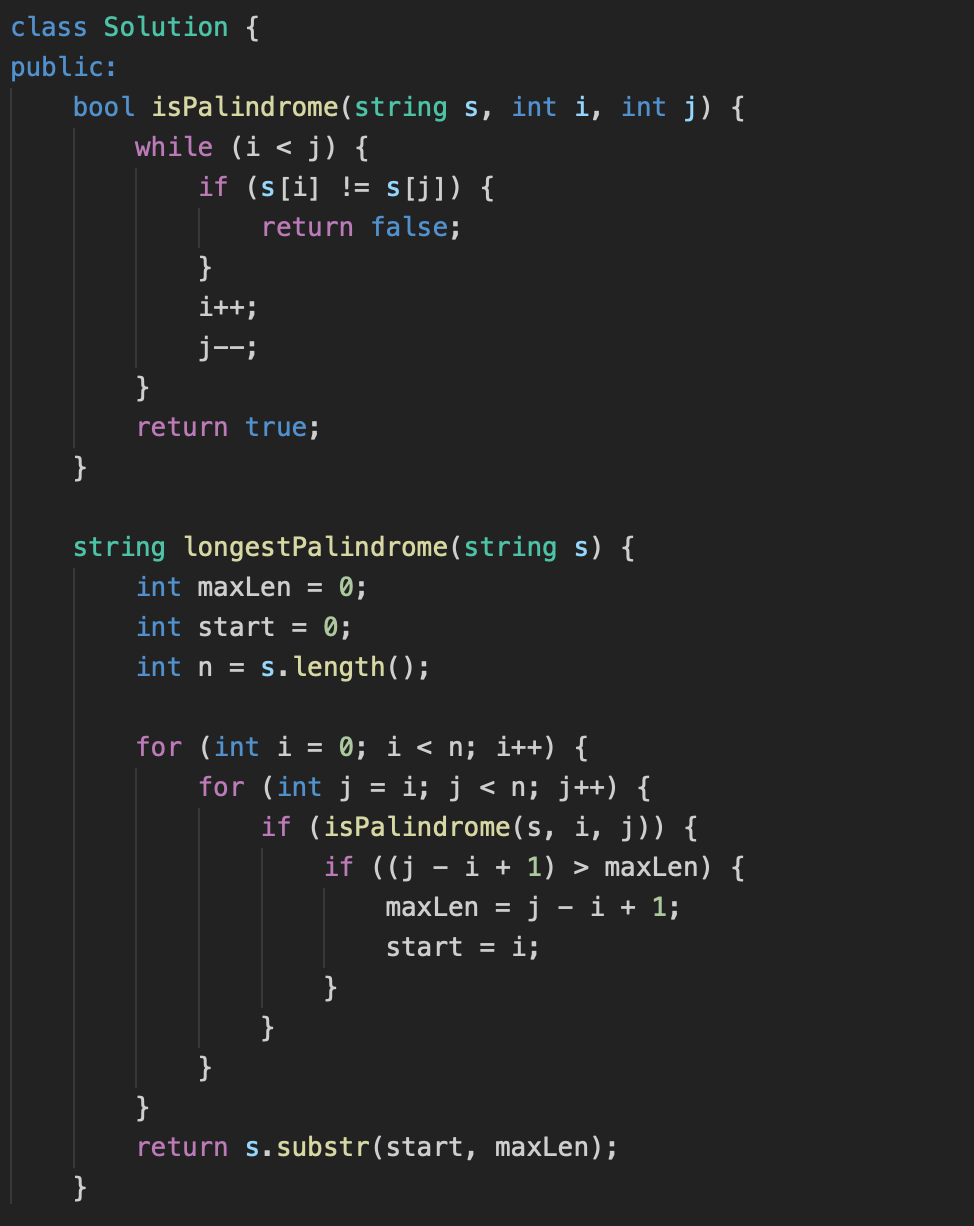 class Solution {
public:
    bool isPalindrome(string s, int i, int j) {
        while (i < j) {
            if (s[i] != s[j]) {
                return false;
            }
            i++;
            j--;
        }
        return true;
    }

    string longestPalindrome(string s) {
        int maxLen = 0;
        int start = 0;
        int n = s.length();

        for (int i = 0; i < n; i++) {
            for (int j = i; j < n; j++) {
                if (isPalindrome(s, i, j)) {
                    if ((j - i + 1) > maxLen) {
                        maxLen = j - i + 1;
                        start = i;
                    }
                }
            }
        }
        return s.substr(start, maxLen);
    }